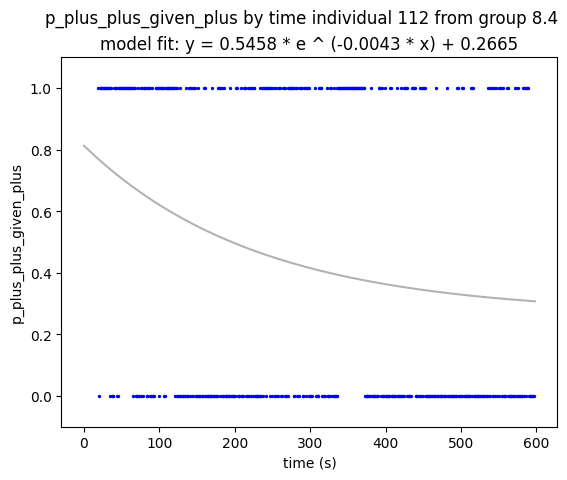 p_plus_plus_given_plus by time individual 112 from group 8.4
model fit: y = 0.5458 * e ^ (-0.0043 * x) + 0.2665
1.0
0.8
0.6
0.4
0.2
0.0
p_plus_plus_given_plus
0 100 200 300 400 500 600
time (s)